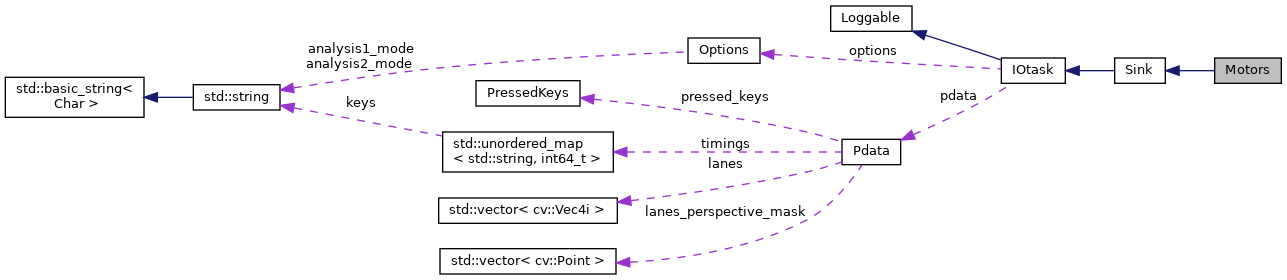 Loggable
analysis1_mode
analysis2_mode
Options
options
IOtask
Sink
Motors
std::basic_string<
Char >
std::string
keys
PressedKeys
pressed_keys
pdata
std::unordered_map
< std::string, int64_t >
timings
Pdata
lanes
std::vector< cv::Vec4i >
lanes_perspective_mask
std::vector< cv::Point >